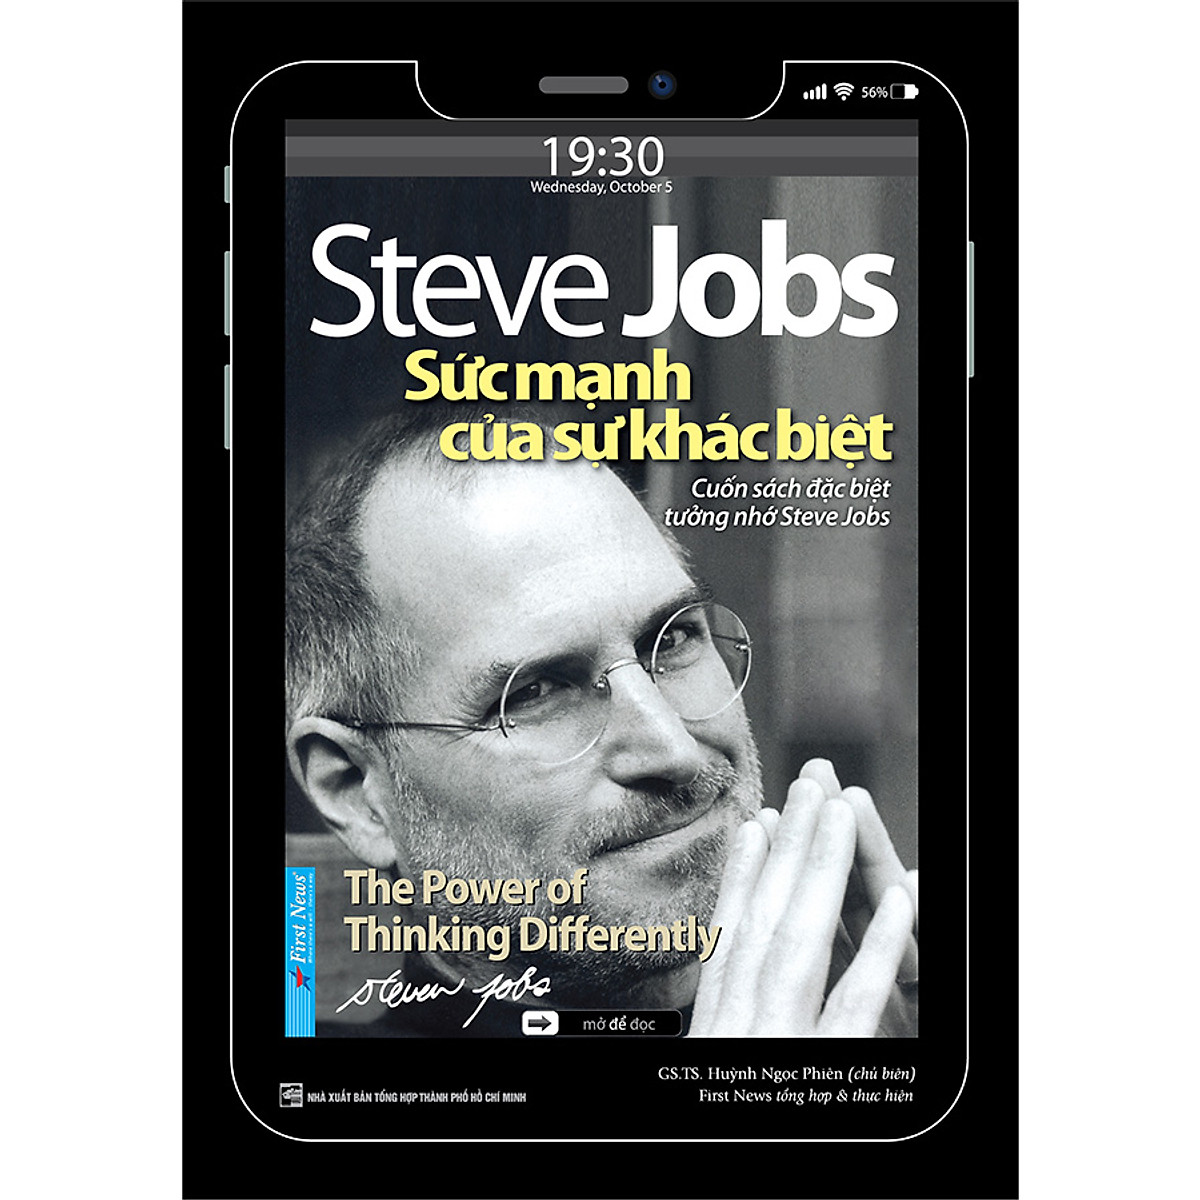 56%
19:30
Wednesday, October 5
Steve Jobs
Sức mạnh
của sự khác biệt
Cuốn sách đặc biệt
tưởng nhớ Steve Jobs
First News
The Power of
Thinking Differently
steven jobs
mở để đọc
GS.TS. Huỳnh Ngọc Phiên (chủ biên)
First News tổng hợp & thực hiện
NHÀ XUẤT BẢN TỔNG HỢP THÀNH PHỐ HỒ CHÍ MINH